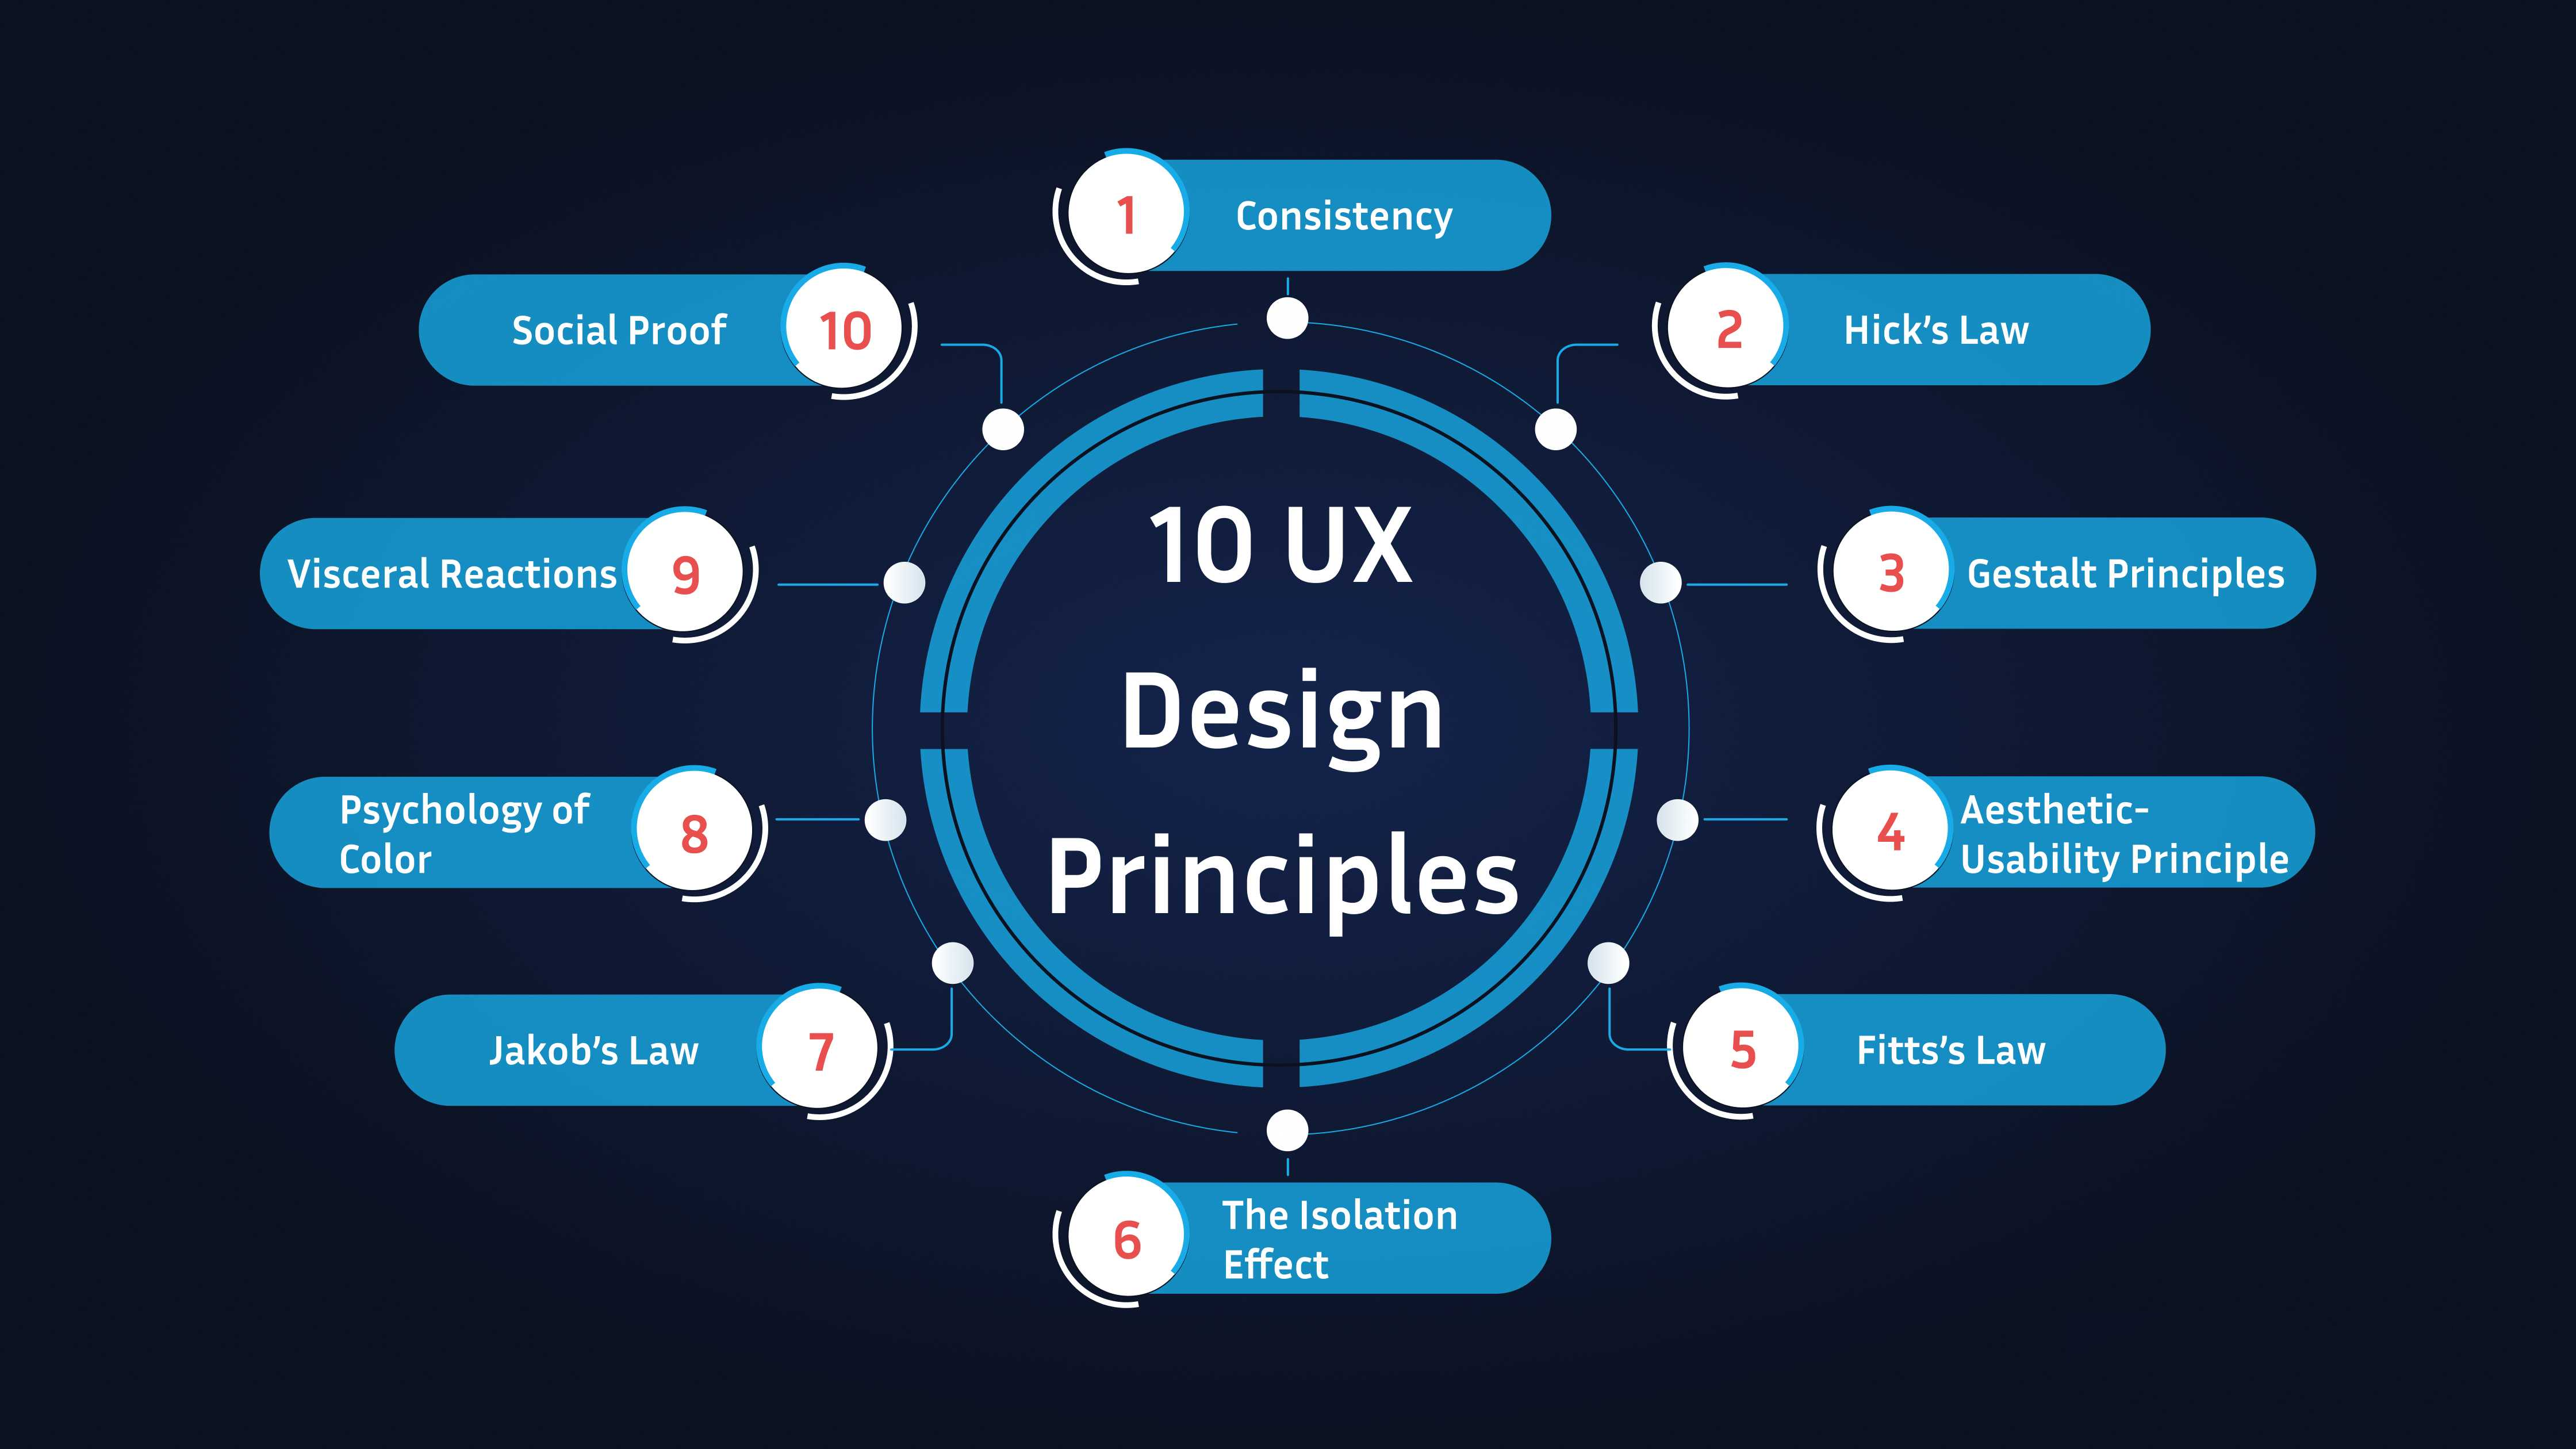 10 UX
Design
Principles
1
Consistency
2
Hick’s Law
3
Gestalt Principles
4
Aesthetic-
Usability Principle
5
Fitts’s Law
6
The Isolation
Effect
7
Jakob’s Law
8
Psychology of
Color
9
Visceral Reactions
10
Social Proof